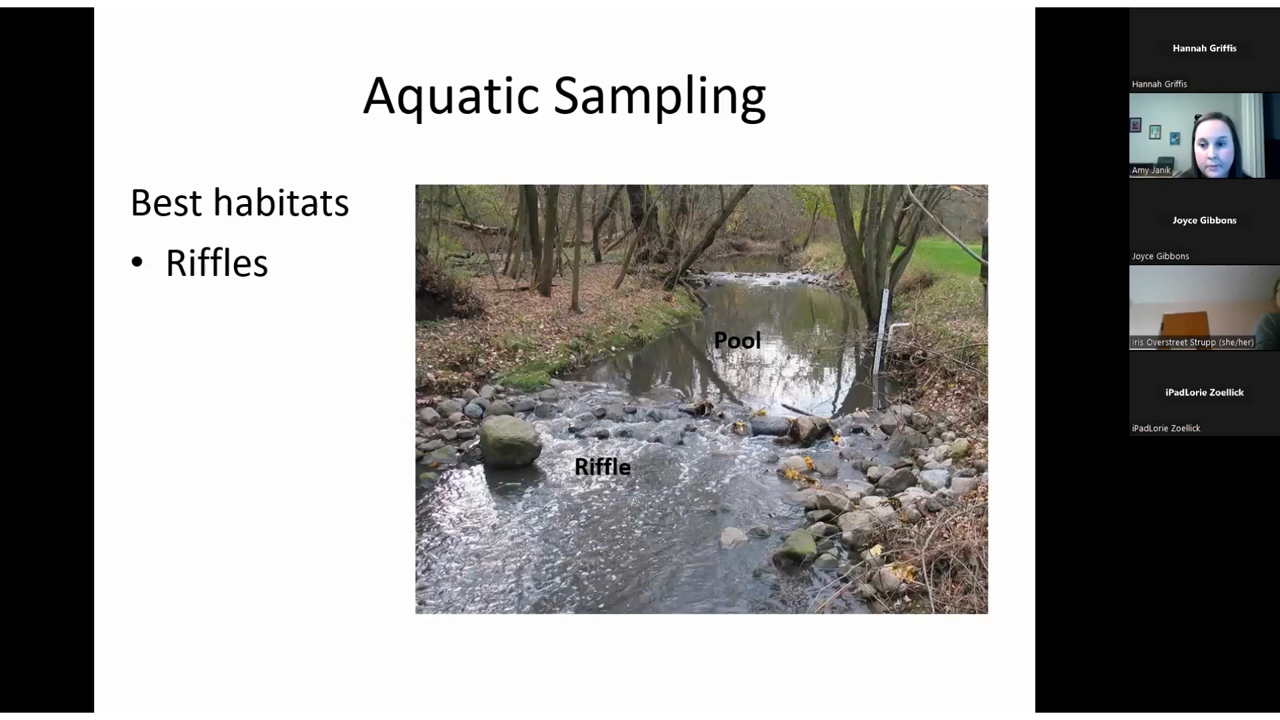 Aquatic Sampling
Best habitats
• Riffles
Pool
Riffle
Hannah Griffis
Hannah Griffis
Amy Janik
Joyce Gibbons
Joyce Gibbons
Iris Overstreet Strupp (she/her)
iPadLorie Zoellick
iPadLorie Zoellick